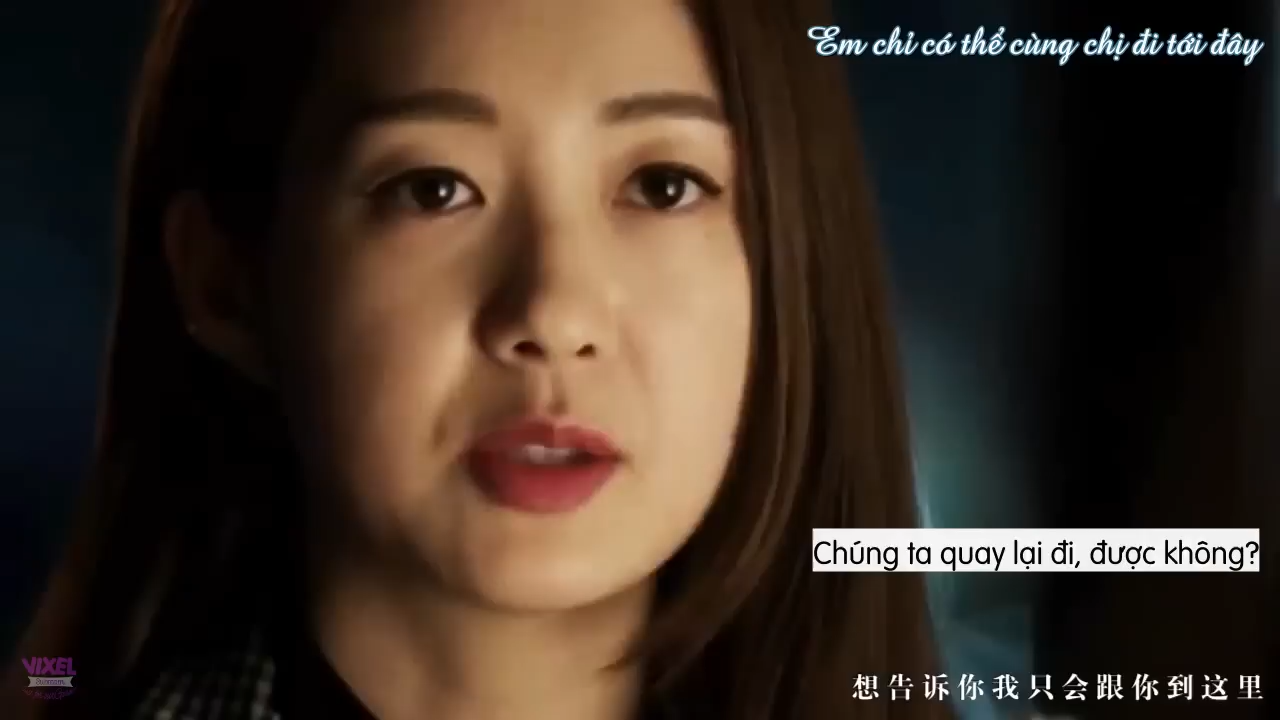 Em chỉ có thể cùng chị đi tới đây
Chúng ta quay lại đi, được không?
想告诉你我只会跟你到这里
VIXEL